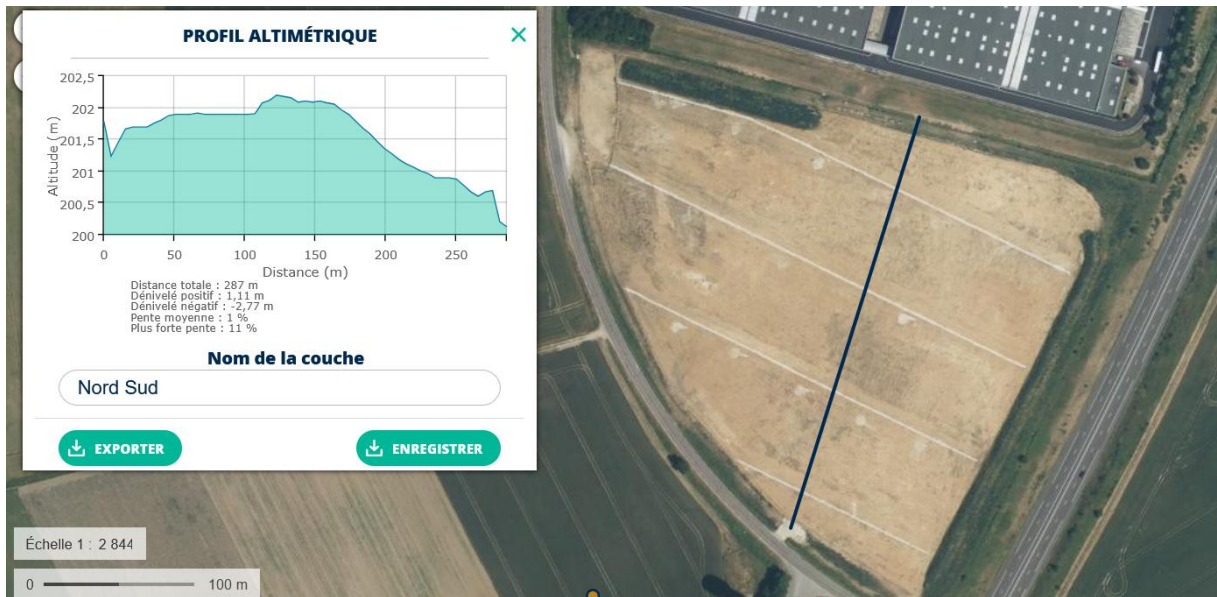 PROFIL ALTIMÉTRIQUE
202,5
202
201,5
201
200,5
200
Altitude (m)
0 50 100 150 200 250
Distance (m)
Distance totale : 287 m
Dénivelé positif : 1,11 m
Dénivelé négatif : -2,77 m
Pente moyenne : 1 %
Plus forte pente : 11 %
Nom de la couche
Nord Sud
EXPORTER
ENREGISTRER
Échelle 1 : 2 844
0 100 m